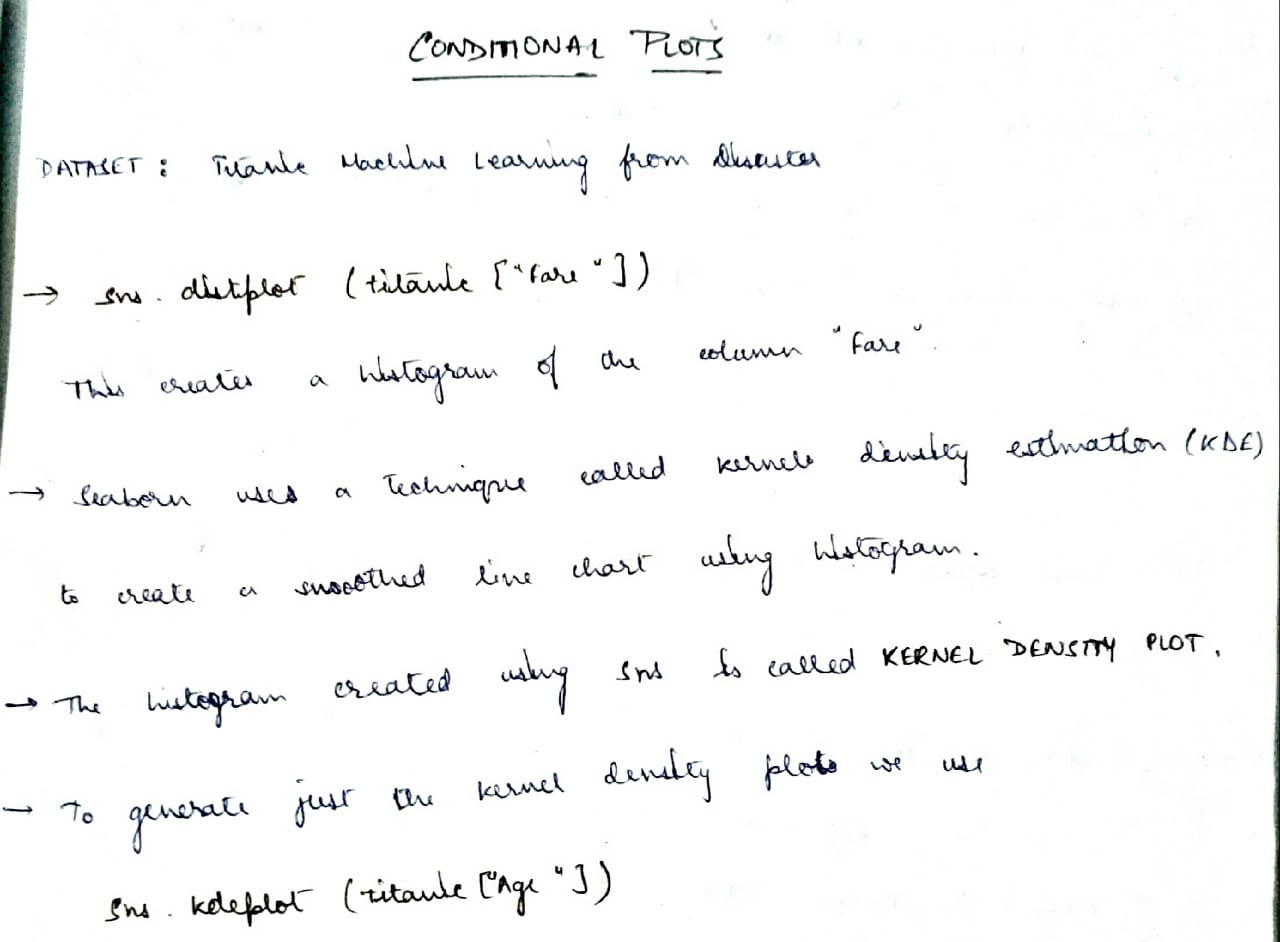 CONDITIONAL PLOTS
DATASET : Titanic Machine Learning from Disaster
→ sns . distplot (titanic ["Fare"])
This creates a histogram of the column "Fare".
→ Seaborn uses a Technique called kernels density estimation (KDE)
to create a smooothed line chart using histogram.
→ The histogram created using sns is called KERNEL DENSITY PLOT.
→ To generate just the kernel density plots we use
sns . kdeplot (titanic ["Age"])